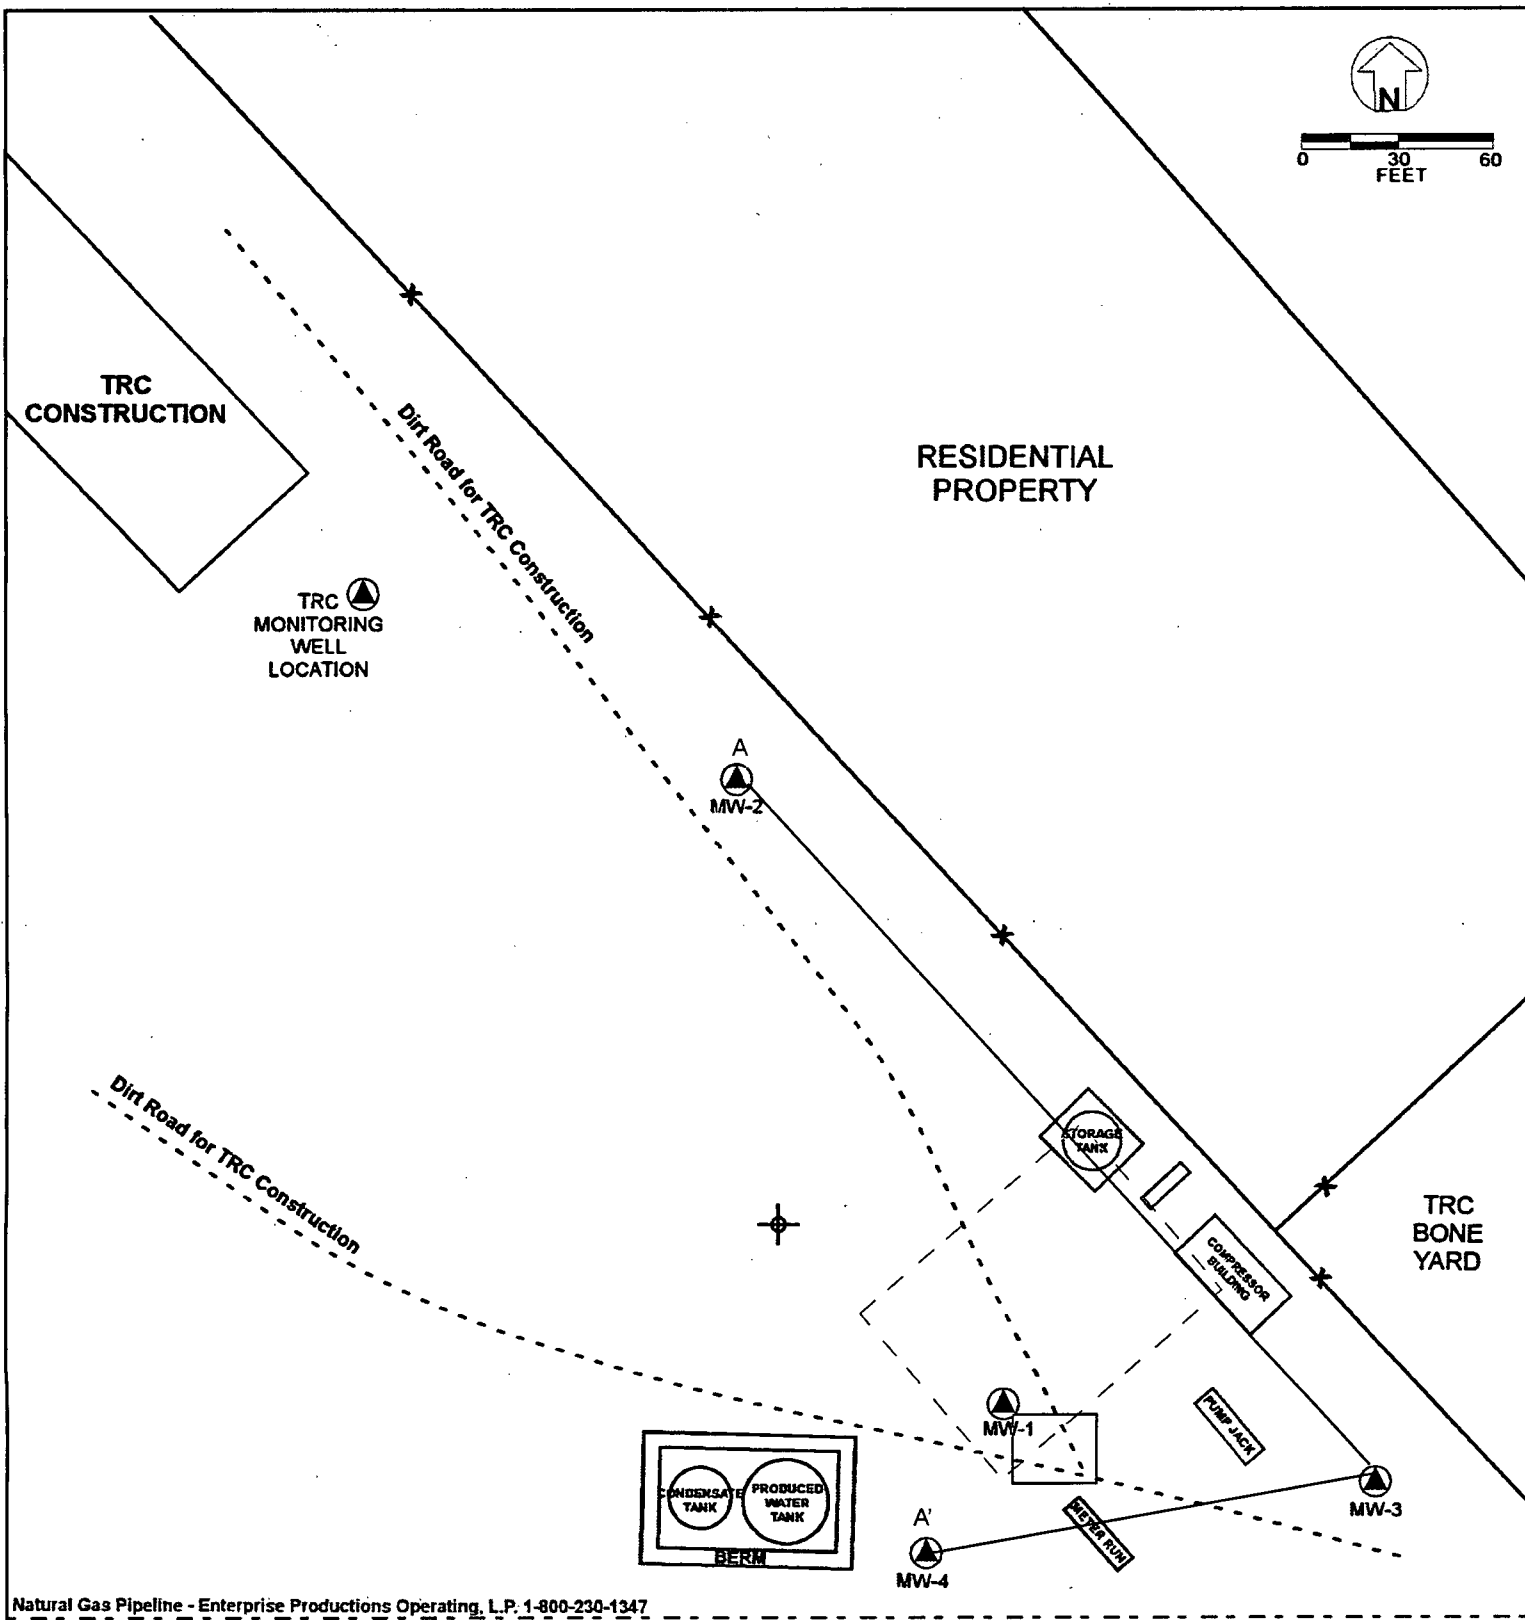 N
0 30 60
FEET
TRC
CONSTRUCTION
Dirt Road for TRC Construction
RESIDENTIAL
PROPERTY
TRC
MONITORING
WELL
LOCATION
A
MW-2
Dirt Road for TRC Construction
STORAGE
TANK
COMPRESSOR
BUILDING
TRC
BONE
YARD
MW-1
PUMP JACK
CONDENSATE
TANK
PRODUCED
WATER
TANK
BERM
METER RUN
MW-3
A'
MW-4
Natural Gas Pipeline - Enterprise Productions Operating, L.P. 1-800-230-1347